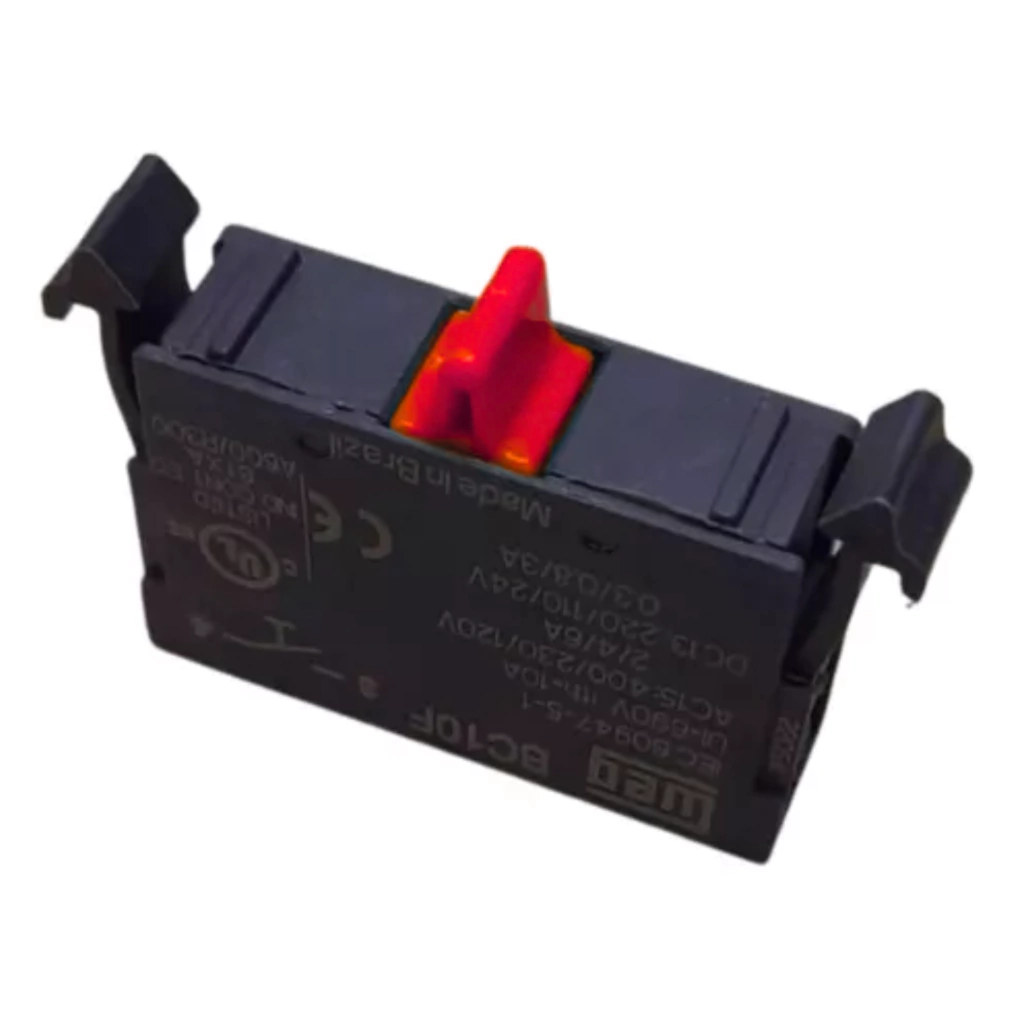 WEG
BC10F
IEC 60947-5-1
Ui-690V Ith-10A
AC15:400/230/120V
2/4/6A
DC13:220/110/24V
0.3/0.8/3A
3
4
C
UL
LISTED
IND.CONT.EQ
61XA
A600/R300
CE
Made in Brazil